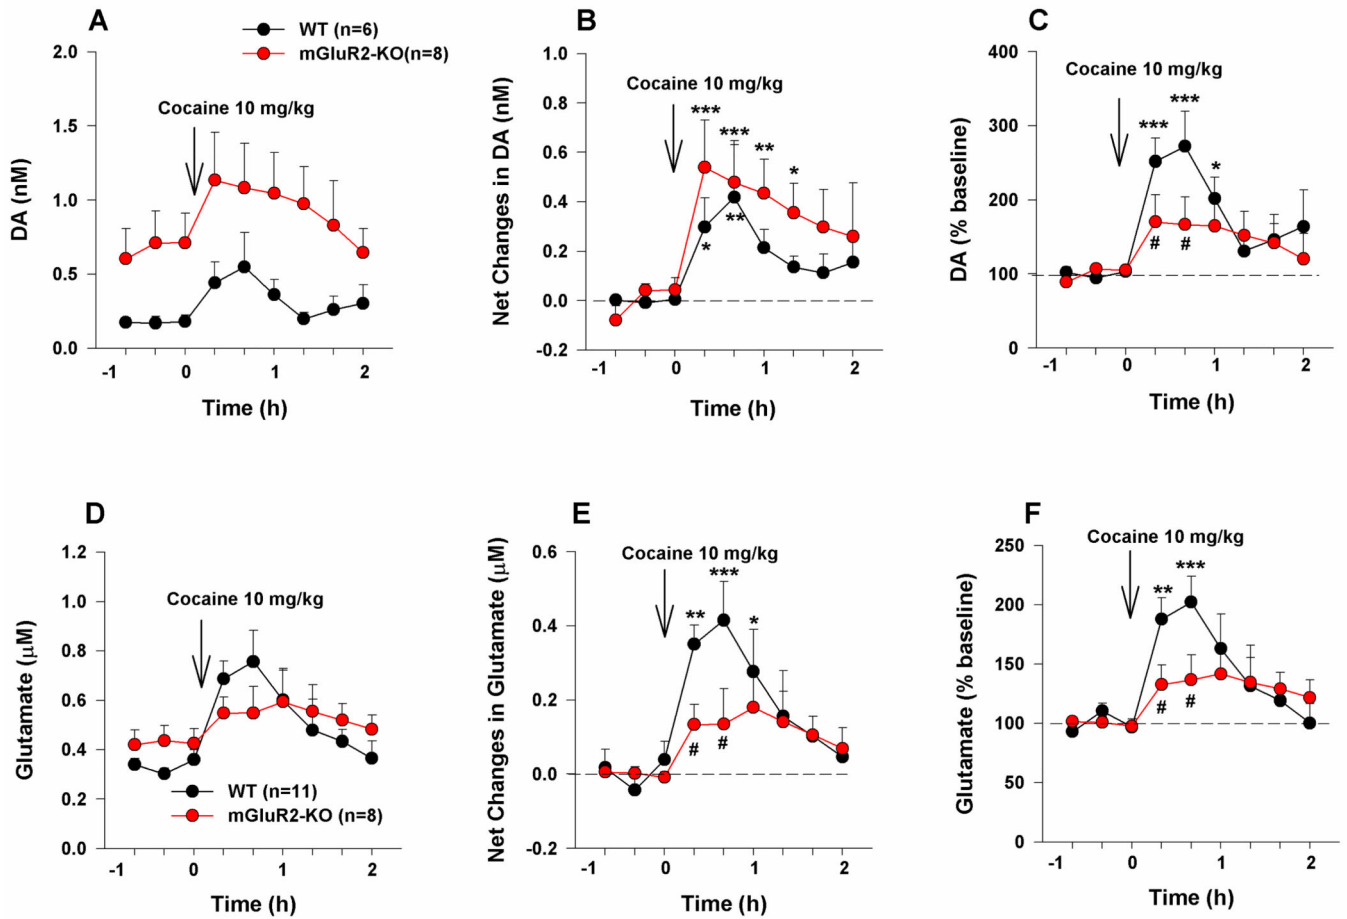 A
WT (n=6)
mGluR2-KO(n=8)
DA (nM)
2.0
1.5
1.0
0.5
0.0
Cocaine 10 mg/kg
-1
0
1
2
Time (h)
B
Net Changes in DA (nM)
1.0
0.8
0.6
0.4
0.2
0.0
-0.2
Cocaine 10 mg/kg
***
***
**
*
**
*
-1
0
1
2
Time (h)
C
DA (% baseline)
400
300
200
100
0
Cocaine 10 mg/kg
***
***
*
# #
-1
0
1
2
Time (h)
D
Glutamate (μM)
1.2
1.0
0.8
0.6
0.4
0.2
0.0
Cocaine 10 mg/kg
WT (n=11)
mGluR2-KO (n=8)
-1
0
1
2
Time (h)
E
Net Changes in Glutamate (μM)
0.6
0.4
0.2
0.0
-0.2
Cocaine 10 mg/kg
***
**
*
# #
-1
0
1
2
Time (h)
F
Glutamate (% baseline)
250
200
150
100
50
0
Cocaine 10 mg/kg
***
**
# #
-1
0
1
2
Time (h)